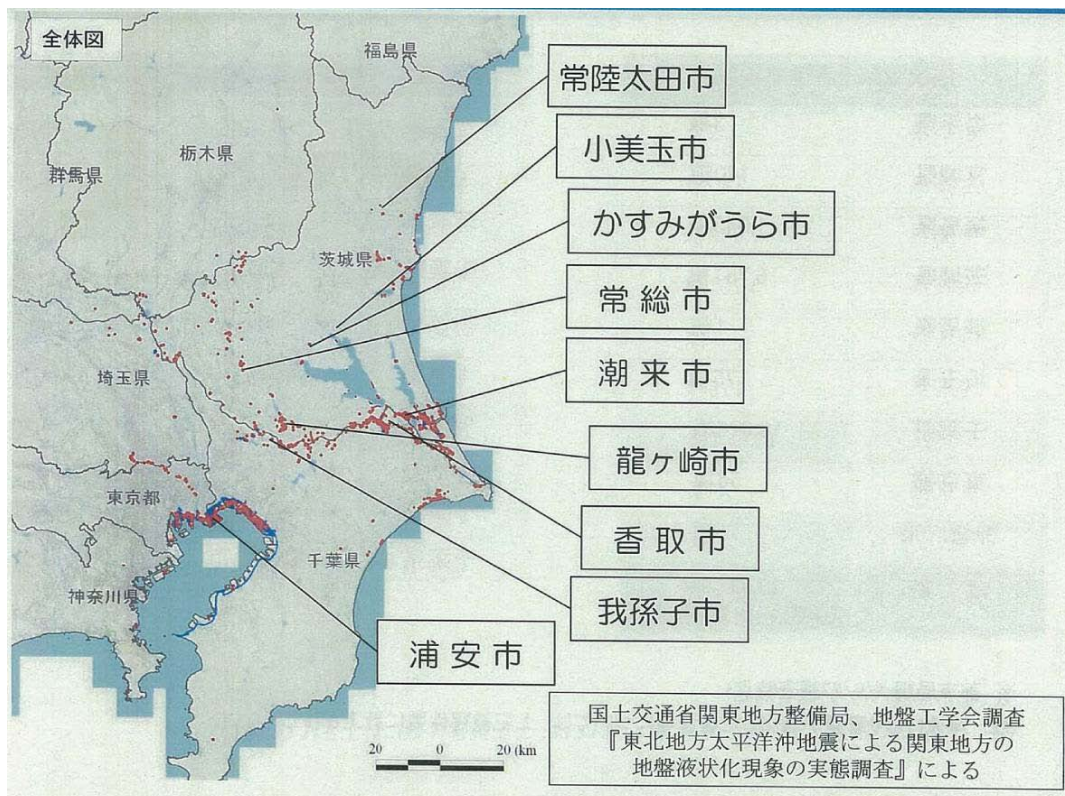 全体図
福島県
栃木県
群馬県
茨城県
埼玉県
東京都
千葉県
神奈川県
常陸太田市
小美玉市
かすみがうら市
常総市
潮来市
龍ヶ崎市
香取市
我孫子市
浦安市
20 0 20 (km
国土交通省関東地方整備局、地盤工学会調査
『東北地方太平洋沖地震による関東地方の
地盤液状化現象の実態調査』による